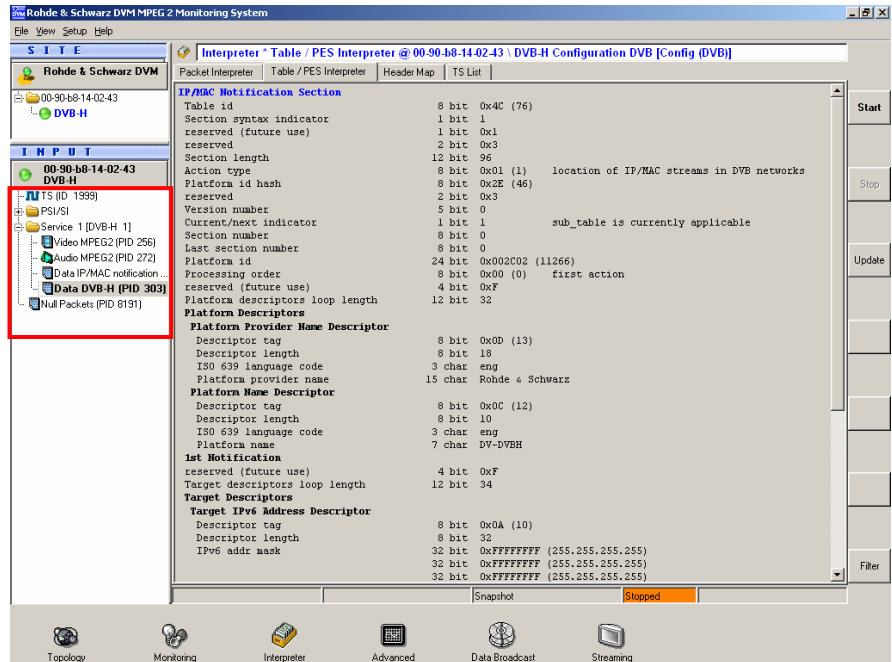 Rohde & Schwarz DVM MPEG 2 Monitoring System
File View Setup Help
SITE
Rohde & Schwarz DVM
00-90-b8-14-02-43
DVB-H
INPUT
00-90-b8-14-02-43
DVB-H
TS (ID 1999)
PSI/SI
Service 1 [DVB-H 1]
Video MPEG2 (PID 256)
Audio MPEG2 (PID 272)
Data IP/MAC notification ...
Data DVB-H (PID 303)
Null Packets (PID 8191)
Interpreter * Table / PES Interpreter @ 00-90-b8-14-02-43 \ DVB-H Configuration DVB [Config (DVB)]
Packet Interpreter Table / PES Interpreter Header Map TS List
IP/MAC Notification Section
Table id 8 bit 0x4C (76)
Section syntax indicator 1 bit 1
reserved (future use) 1 bit 0x1
reserved 2 bit 0x3
Section length 12 bit 96
Action type 8 bit 0x01 (1) location of IP/MAC streams in DVB networks
Platform id hash 8 bit 0x2E (46)
reserved 2 bit 0x3
Version number 5 bit 0
Current/next indicator 1 bit 1 sub_table is currently applicable
Section number 8 bit 0
Last section number 8 bit 0
Platform id 24 bit 0x002C02 (11266)
Processing order 8 bit 0x00 (0) first action
reserved (future use) 4 bit 0xF
Platform descriptors loop length 12 bit 32
Platform Descriptors
Platform Provider Name Descriptor
Descriptor tag 8 bit 0x0D (13)
Descriptor length 8 bit 18
ISO 639 language code 3 char eng
Platform provider name 15 char Rohde & Schwarz
Platform Name Descriptor
Descriptor tag 8 bit 0x0C (12)
Descriptor length 8 bit 10
ISO 639 language code 3 char eng
Platform name 7 char DV-DVBH
1st Notification
reserved (future use) 4 bit 0xF
Target descriptors loop length 12 bit 34
Target Descriptors
Target IPv6 Address Descriptor
Descriptor tag 8 bit 0x0A (10)
Descriptor length 8 bit 32
IPv6 addr mask 32 bit 0xFFFFFFFF (255.255.255.255)
32 bit 0xFFFFFFFF (255.255.255.255)
32 bit 0xFFFFFFFF (255.255.255.255)
Start
Stop
Update
Filter
Snapshot Stopped
Topology Monitoring Interpreter Advanced Data Broadcast Streaming